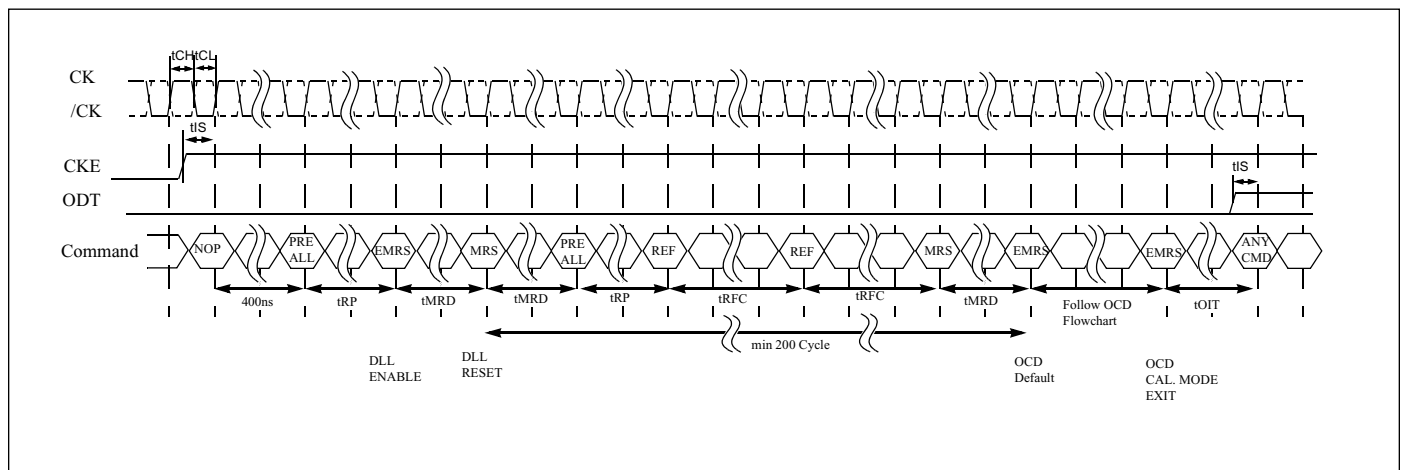 tCH tCL
CK
/CK
tIS
CKE
tIS
ODT
Command
NOP
PRE
ALL
EMRS
MRS
PRE
ALL
REF
REF
MRS
EMRS
EMRS
ANY
CMD
400ns
tRP
tMRD
tMRD
tRP
tRFC
tRFC
tMRD
Follow OCD
Flowchart
tOIT
min 200 Cycle
DLL
ENABLE
DLL
RESET
OCD
Default
OCD
CAL. MODE
EXIT